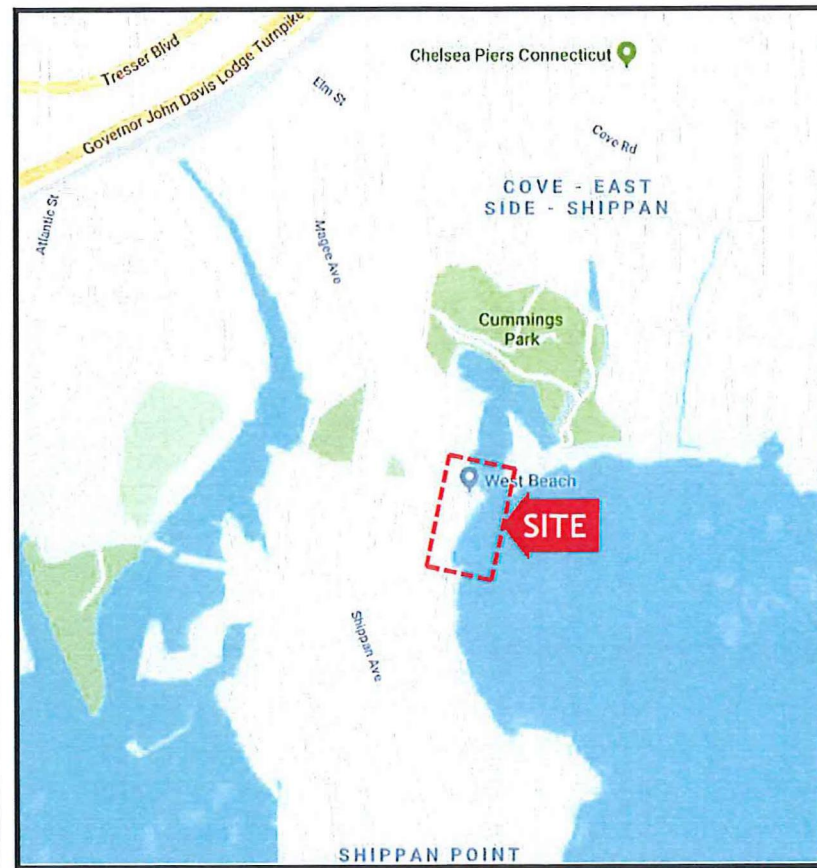 Tresser Blvd
Governor John Davis Lodge Turnpike
Elm St
Chelsea Piers Connecticut
Cove Rd
COVE - EAST
SIDE - SHIPPAN
Atlantic St
Magee Ave
Cummings
Park
West Beach
SITE
Shippan Ave
SHIPPAN POINT